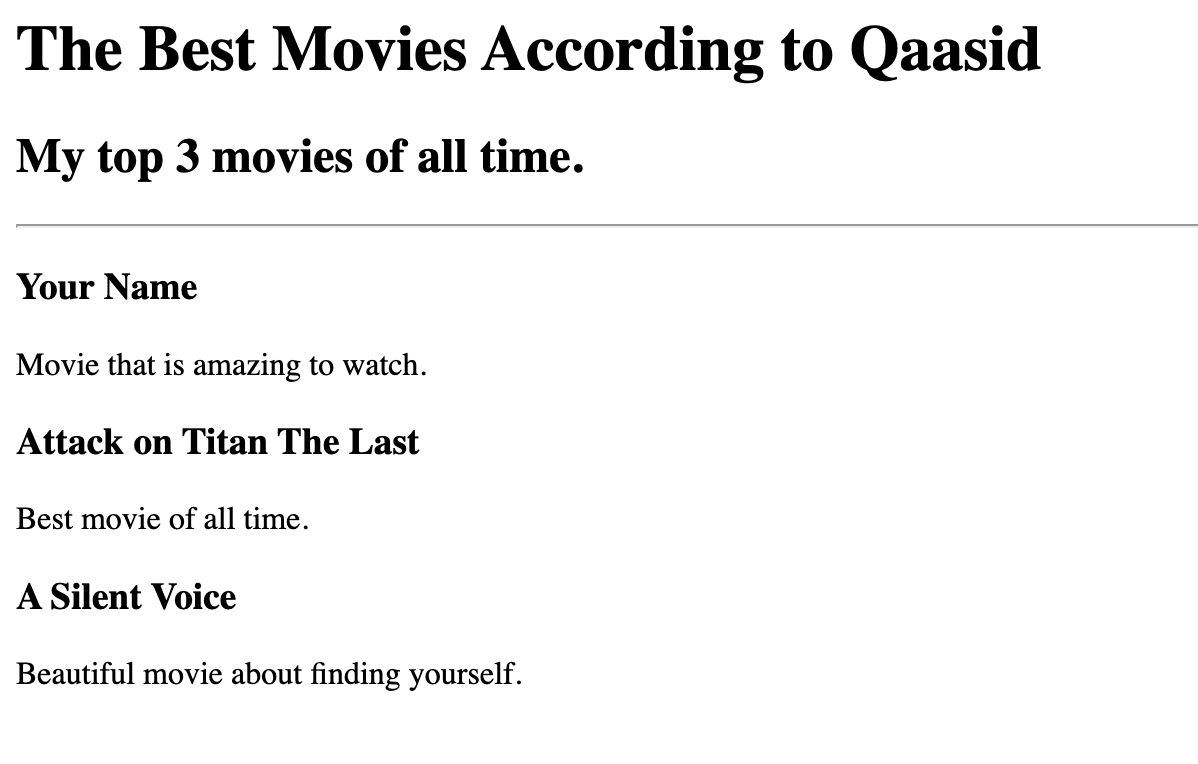 The Best Movies According to Qaasid
My top 3 movies of all time.
Your Name
Movie that is amazing to watch.
Attack on Titan The Last
Best movie of all time.
A Silent Voice
Beautiful movie about finding yourself.